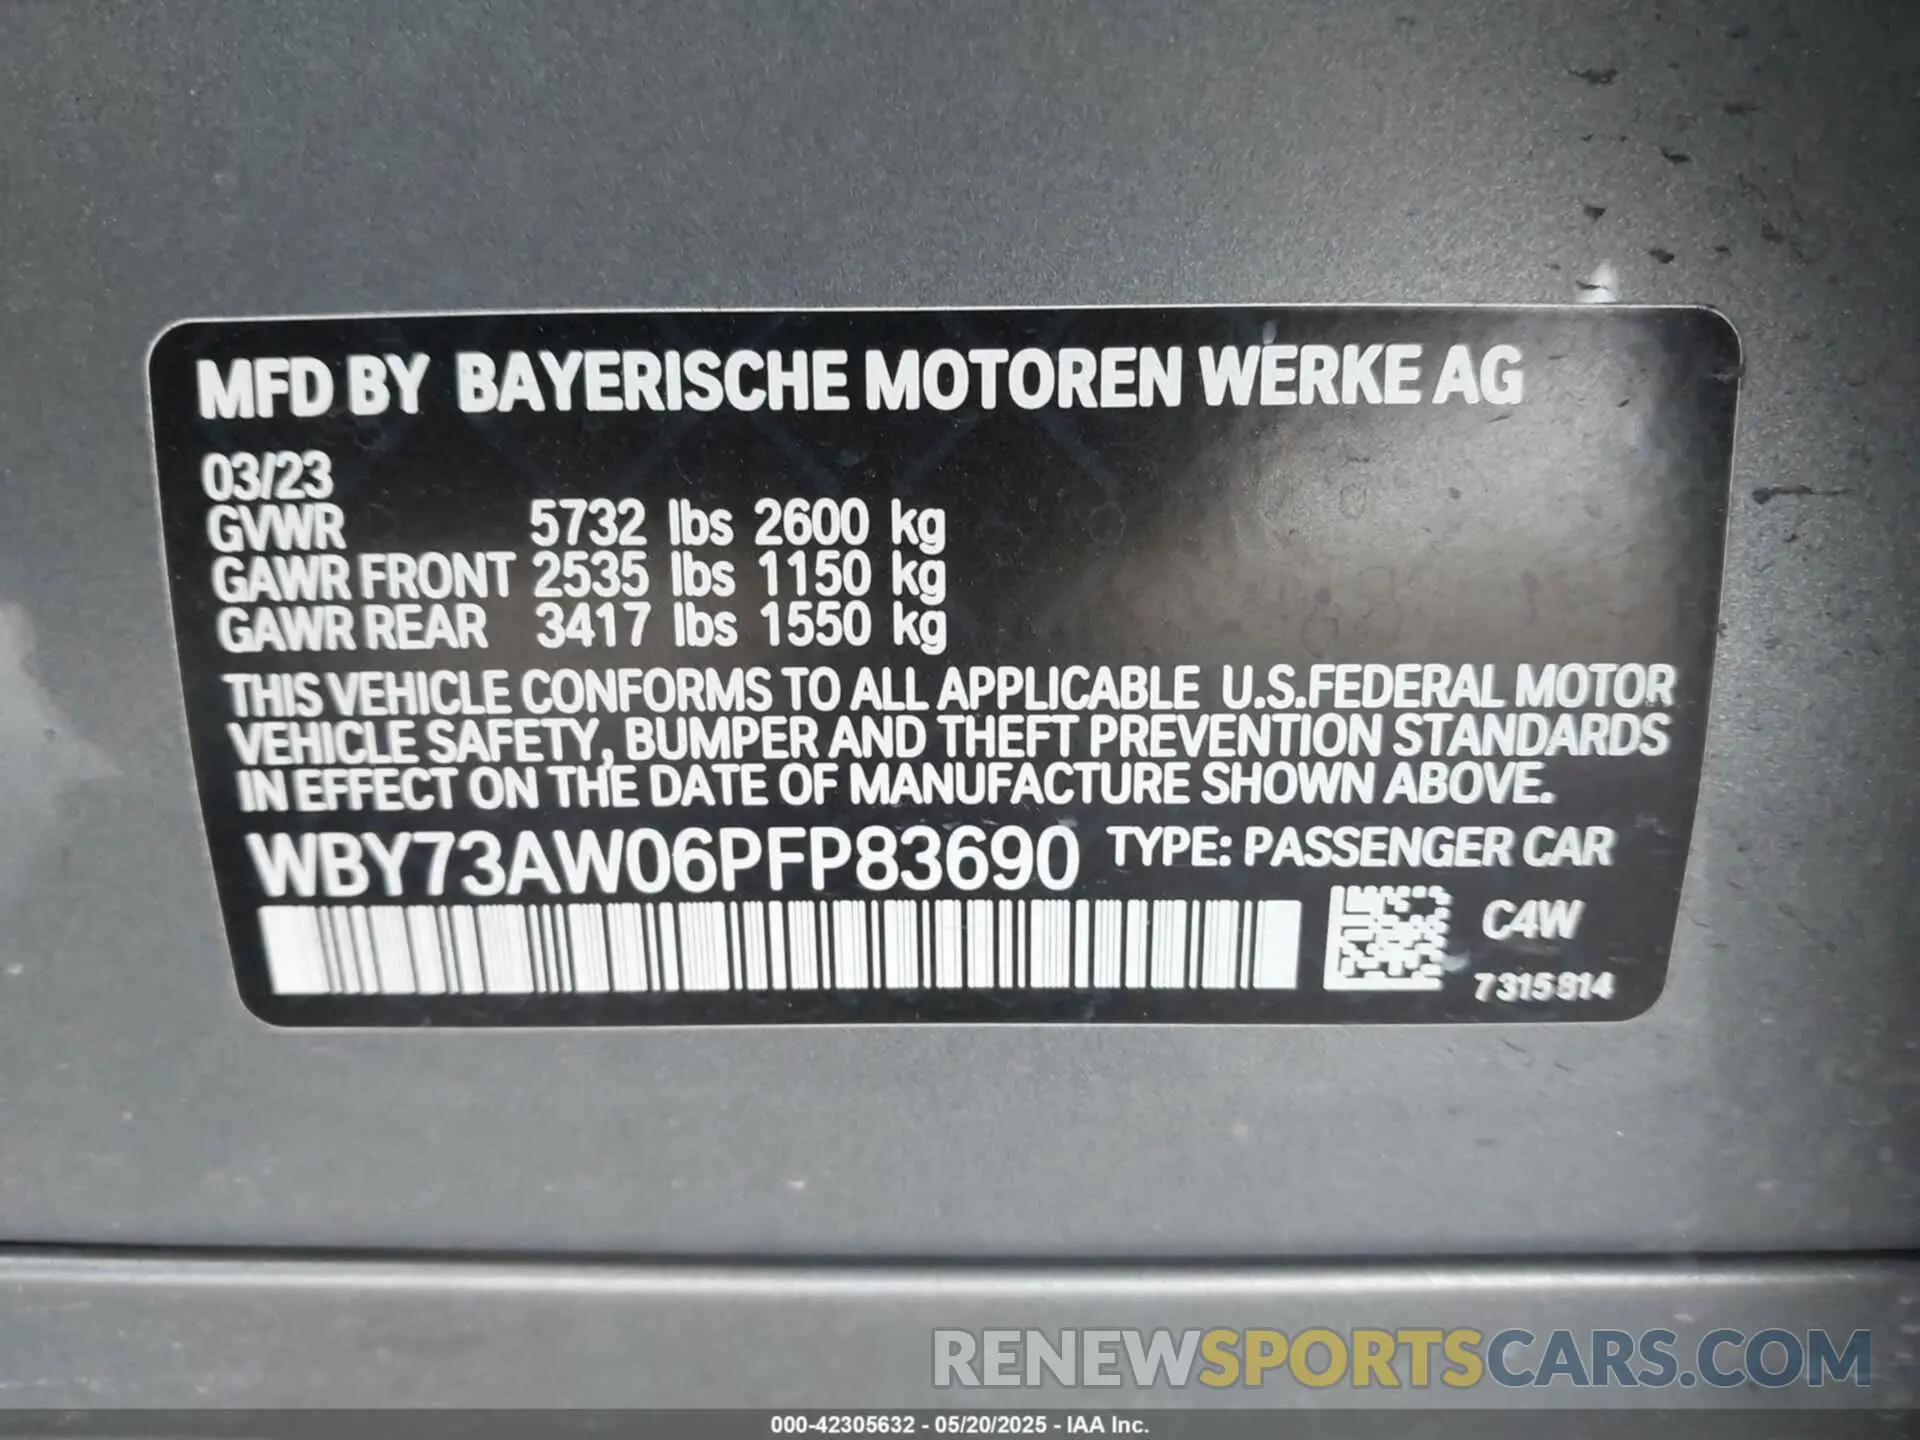 MFD BY BAYERISCHE MOTOREN WERKE AG
03/23
GVWR 5732 lbs 2600 kg
GAWR FRONT 2535 lbs 1150 kg
GAWR REAR 3417 lbs 1550 kg
THIS VEHICLE CONFORMS TO ALL APPLICABLE U.S.FEDERAL MOTOR
VEHICLE SAFETY, BUMPER AND THEFT PREVENTION STANDARDS
IN EFFECT ON THE DATE OF MANUFACTURE SHOWN ABOVE.
WBY73AW06PFP83690 TYPE: PASSENGER CAR
C4W
7315814
RENEWSPORTSCARS.COM
000-42305632 - 05/20/2025 - IAA Inc.